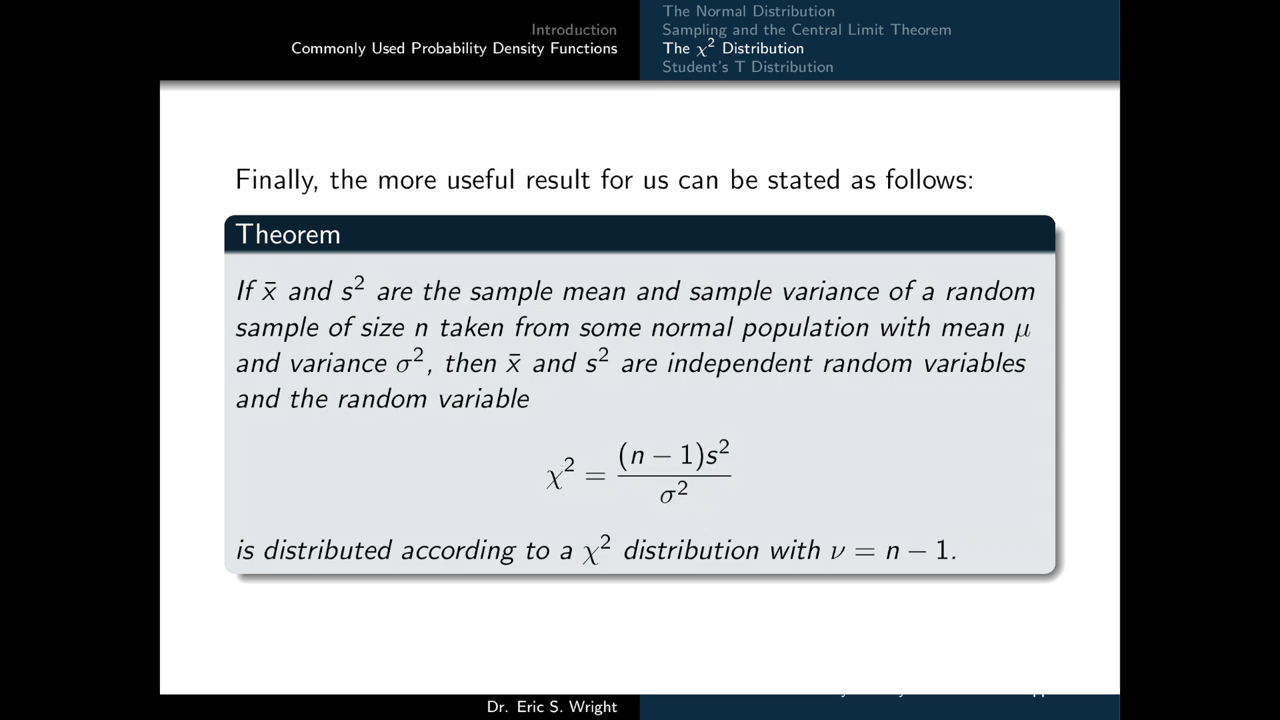 Introduction
Commonly Used Probability Density Functions
The Normal Distribution
Sampling and the Central Limit Theorem
The χ² Distribution
Student's T Distribution
Finally, the more useful result for us can be stated as follows:
Theorem
If x̄ and s² are the sample mean and sample variance of a random
sample of size n taken from some normal population with mean μ
and variance σ², then x̄ and s² are independent random variables
and the random variable
χ² = (n − 1)s² / σ²
is distributed according to a χ² distribution with ν = n − 1.
Dr. Eric S. Wright